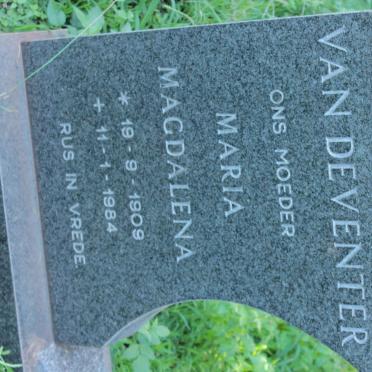 VAN DEVENTER
ONS MOEDER
MARIA
MAGDALENA
* 19-9-1909
+ 11-1-1984
RUS IN VREDE